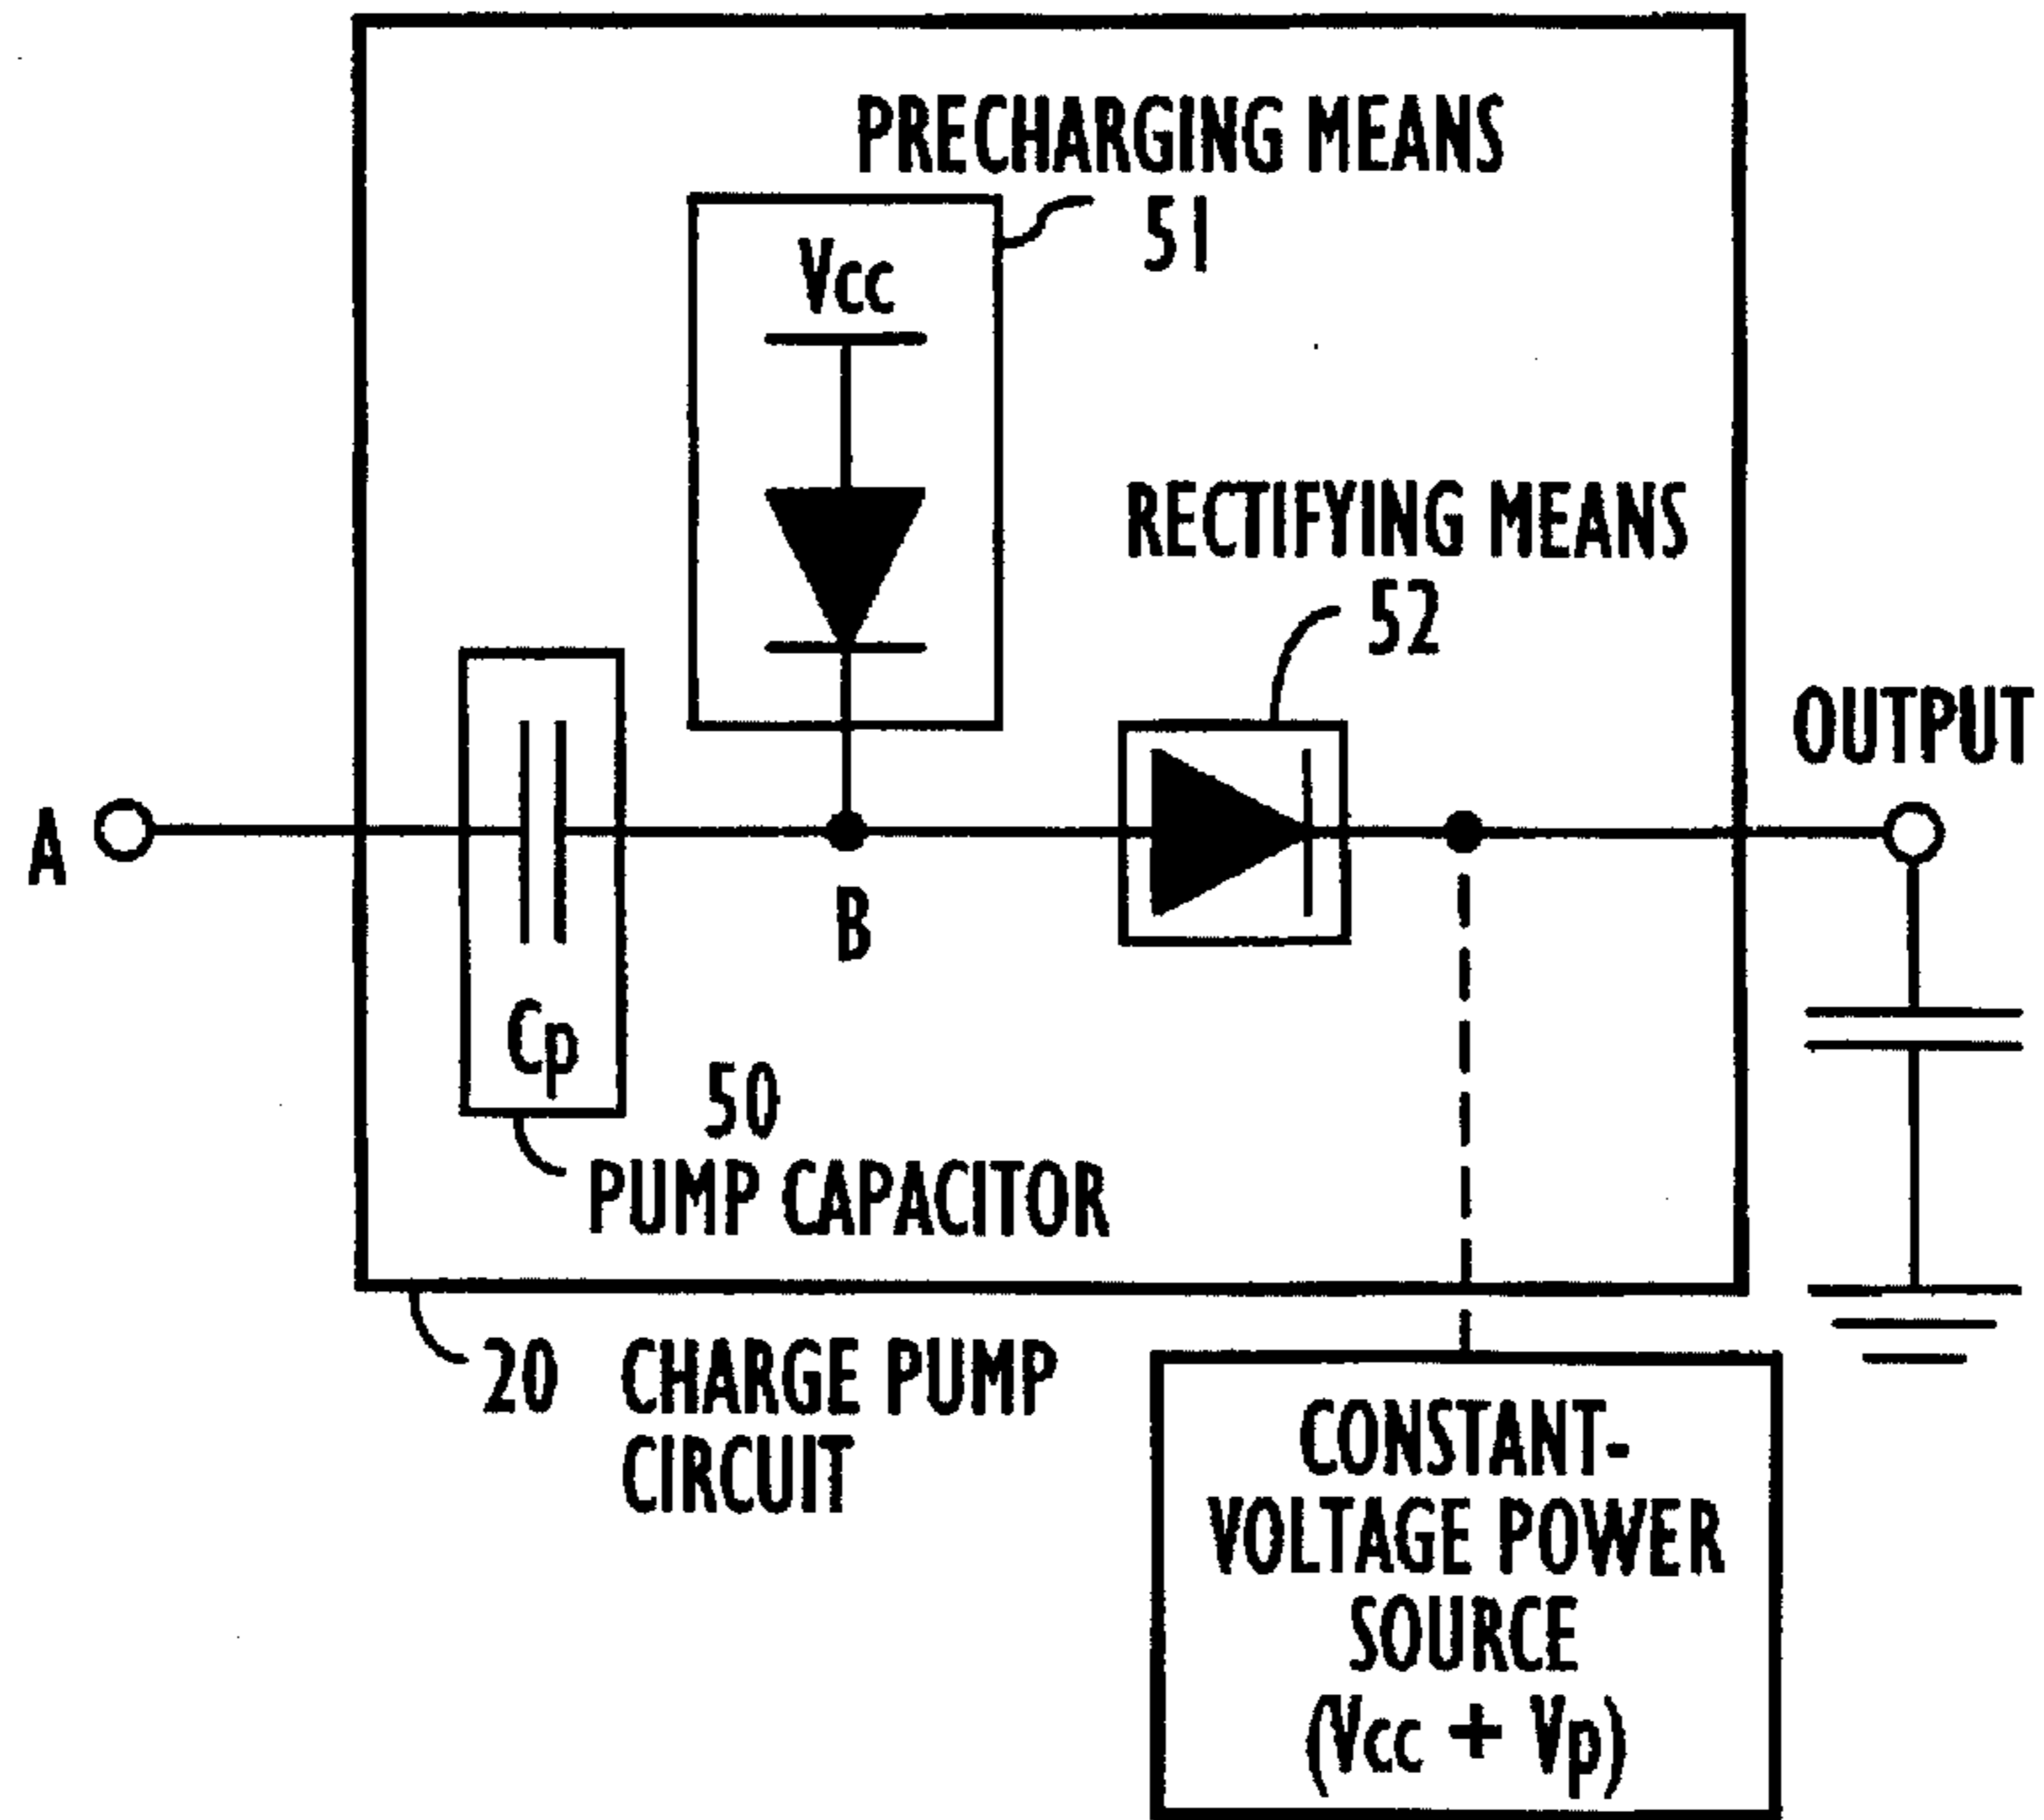 PRECHARGING MEANS
51
Vcc
RECTIFYING MEANS
52
OUTPUT
A
B
Cp
50
PUMP CAPACITOR
20 CHARGE PUMP
CIRCUIT
CONSTANT-
VOLTAGE POWER
SOURCE
(Vcc + Vp)